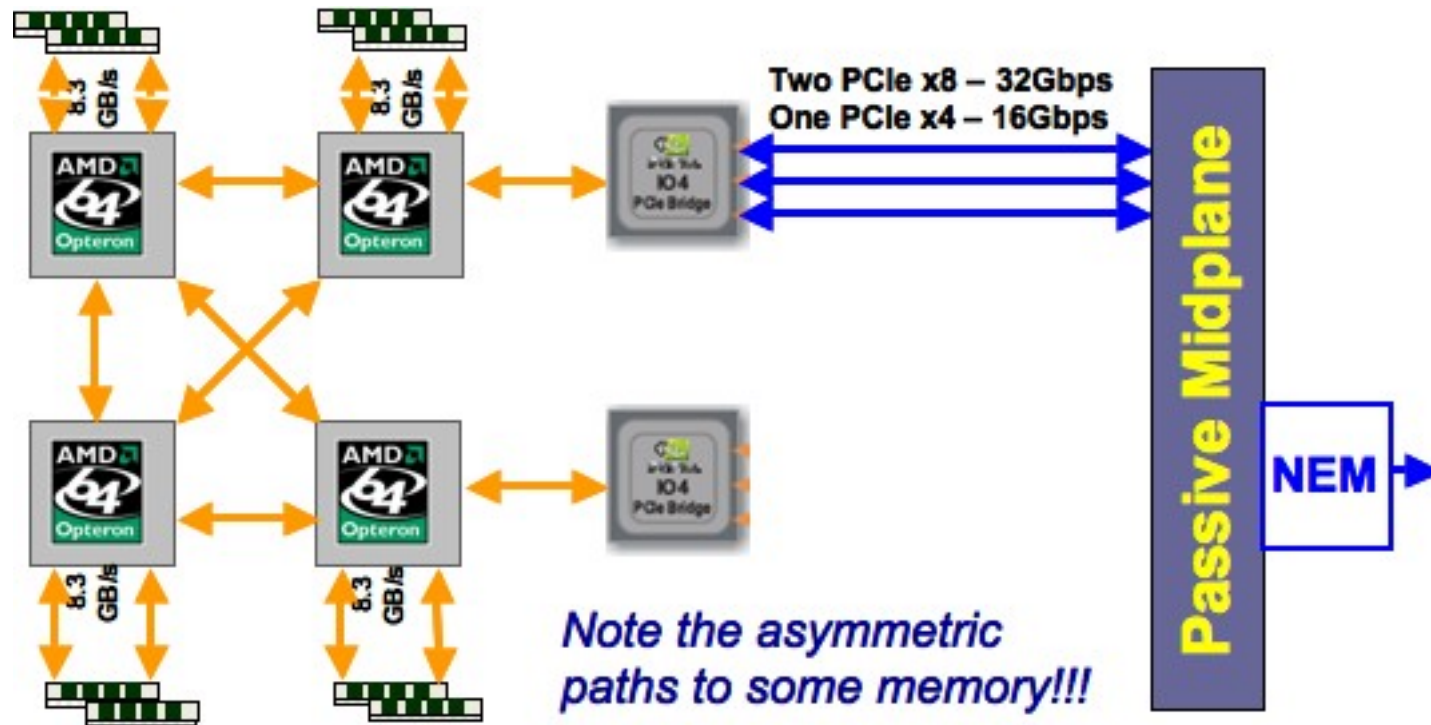 8.3
GB/s
8.3
GB/s
Two PCIe x8 – 32Gbps
One PCIe x4 – 16Gbps
AMD
64
Opteron
AMD
64
Opteron
IO4
PCIe Bridge
Passive Midplane
AMD
64
Opteron
AMD
64
Opteron
IO4
PCIe Bridge
NEM
8.3
GB/s
8.3
GB/s
Note the asymmetric
paths to some memory!!!